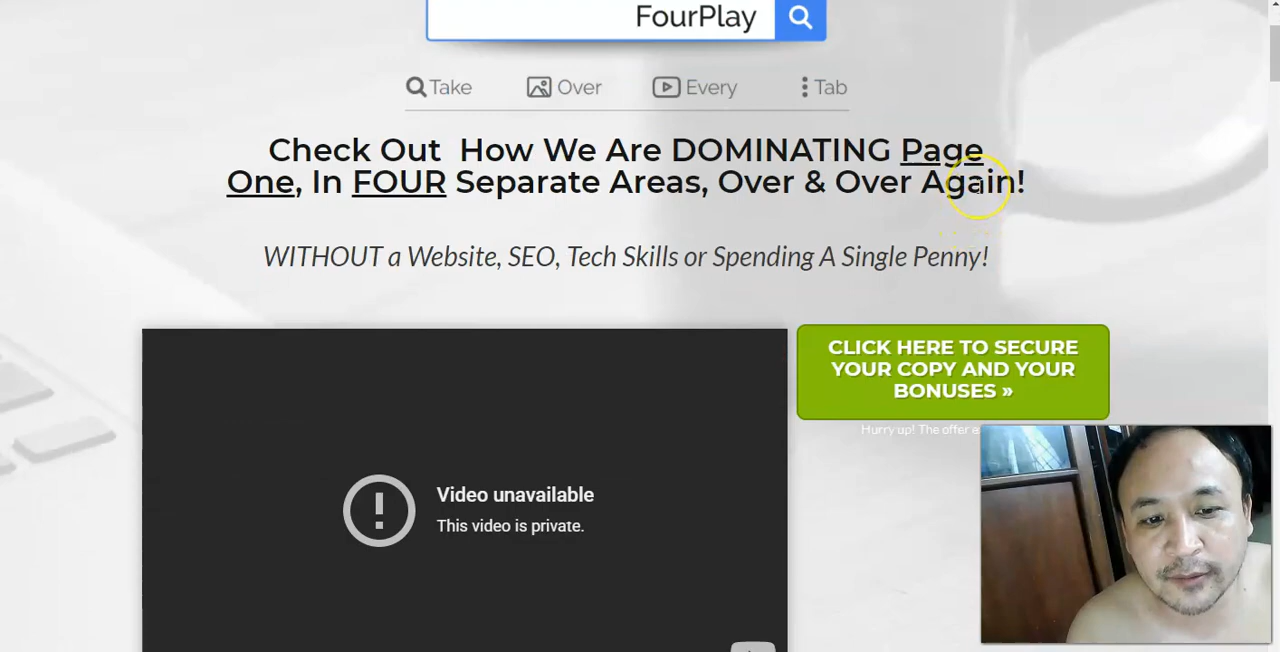 FourPlay
Take Over Every Tab
Check Out How We Are DOMINATING Page
One, In FOUR Separate Areas, Over & Over Again!
WITHOUT a Website, SEO, Tech Skills or Spending A Single Penny!
CLICK HERE TO SECURE
YOUR COPY AND YOUR
BONUSES »
Hurry up! The offer
Video unavailable
This video is private.